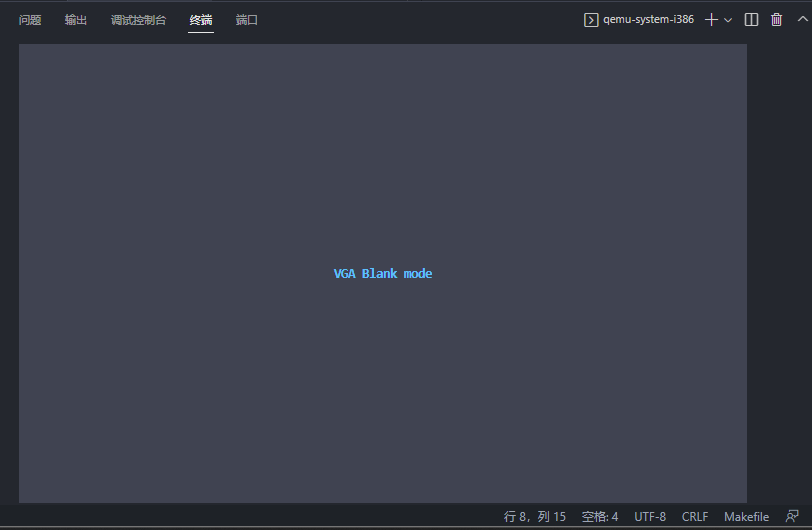 问题 输出 调试控制台 终端 端口 qemu-system-i386
VGA Blank mode
行 8，列 15 空格: 4 UTF-8 CRLF Makefile